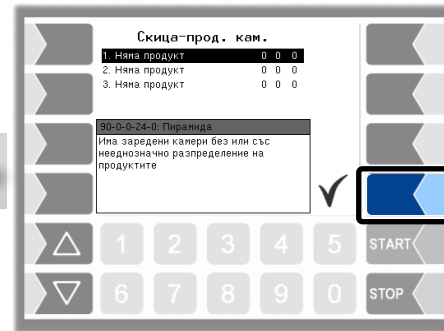 Скица-прод. кам.
1. Няма продукт 0 0 0
2. Няма продукт 0 0 0
3. Няма продукт 0 0 0
90-0-0-24-0: Пирамида
Има заредени камери без или със
нееднозначно разпределение на
продуктите
1 2 3 4 5 START
6 7 8 9 0 STOP